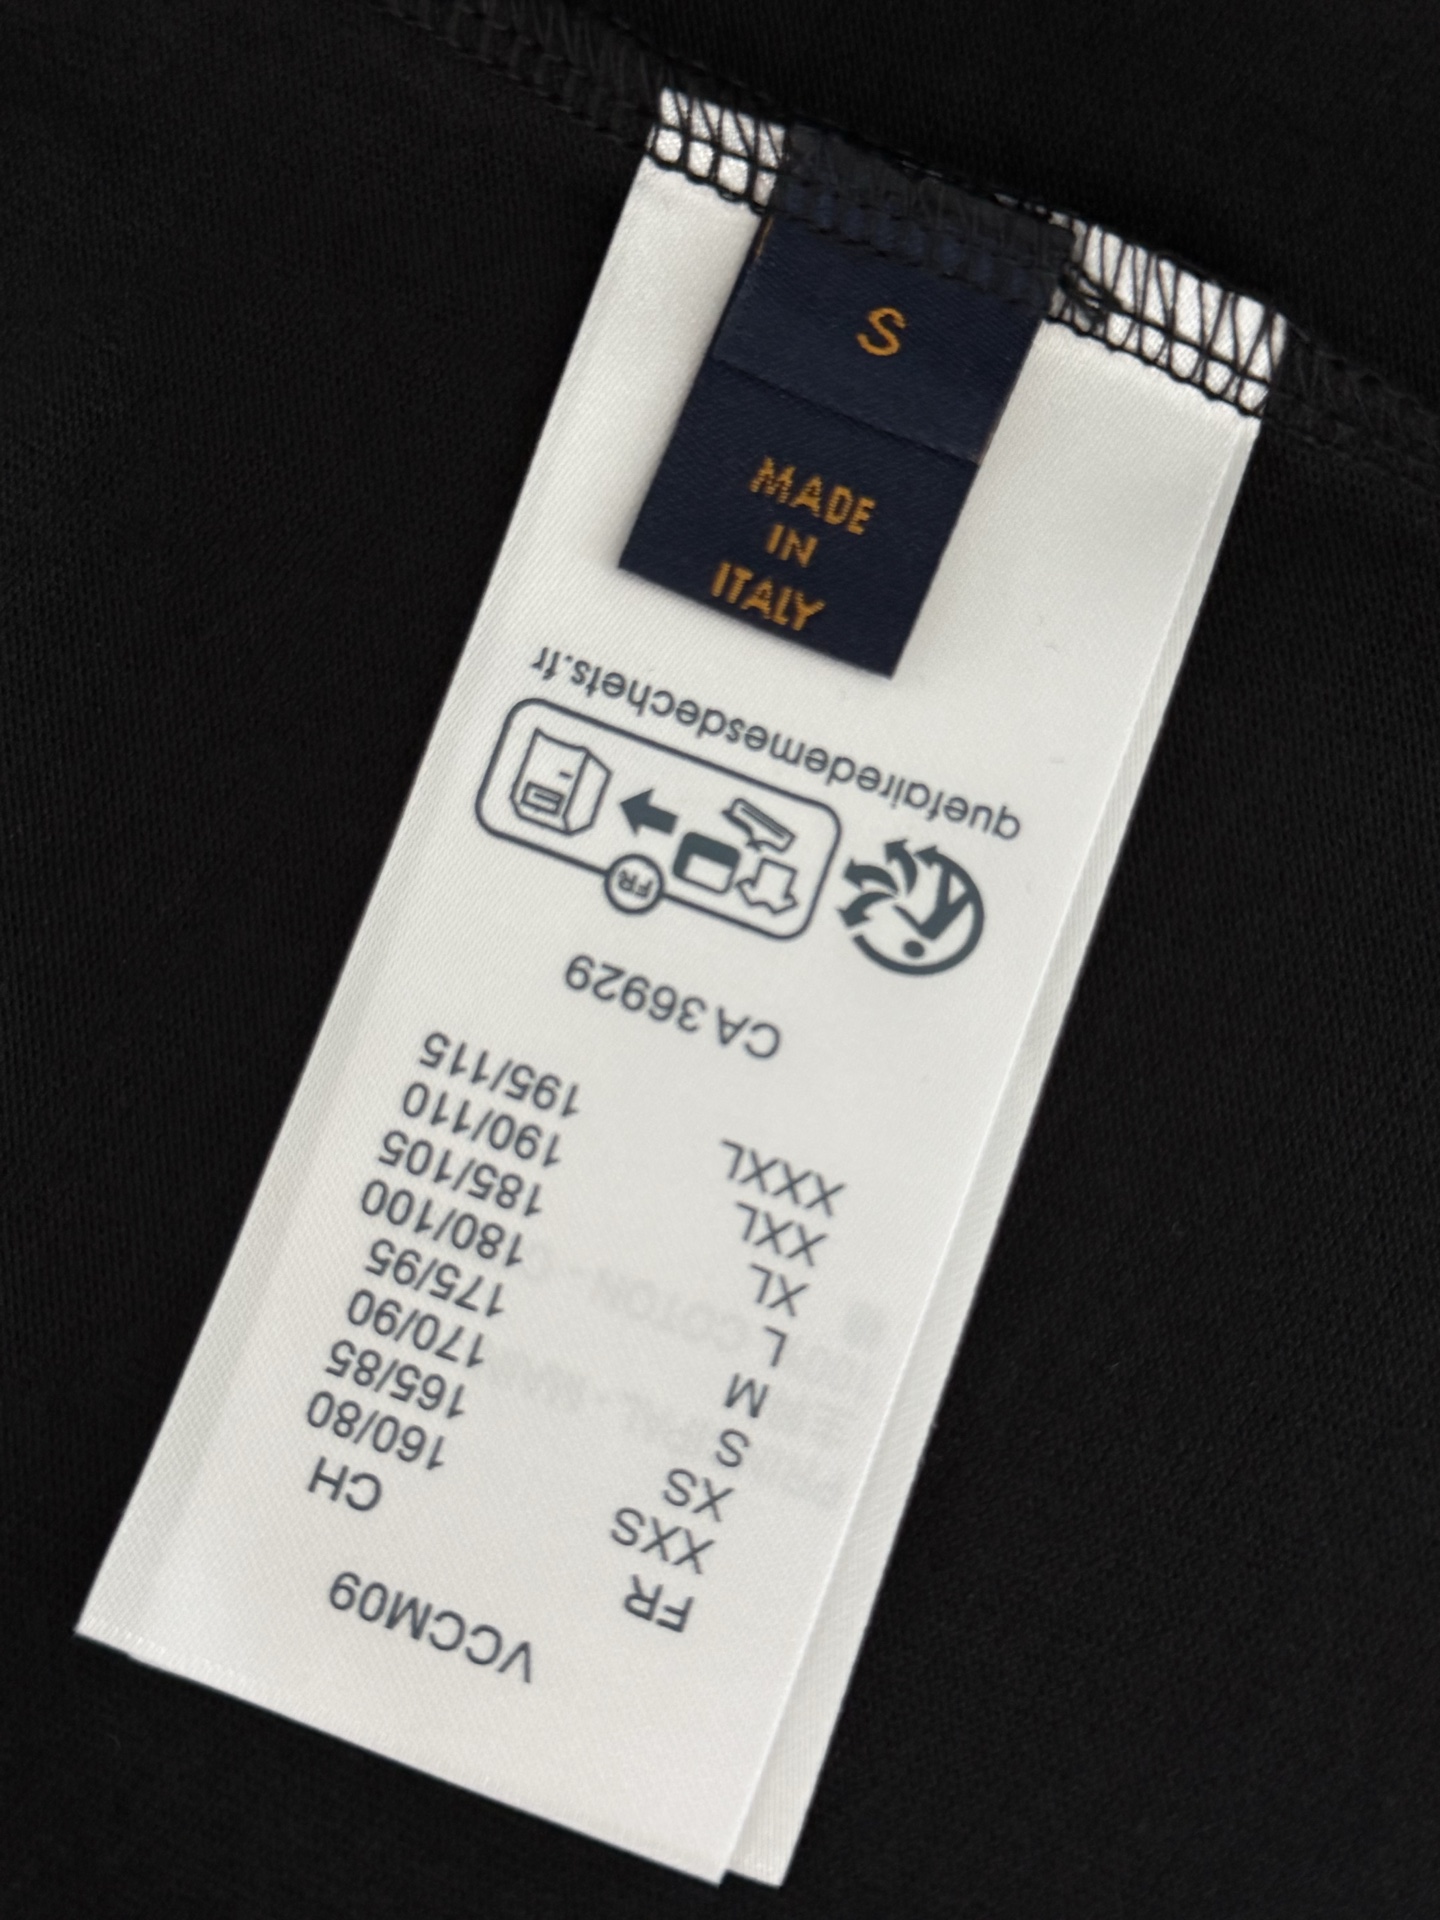 S
MADE
IN
ITALY
VCCM09
FR CH
XXS 160/80
XS 165/85
S 170/90
M 175/95
L 180/100
XL 185/105
XXL 190/110
XXXL 195/115
CA 36929
FR
quefairedemesdechets.fr